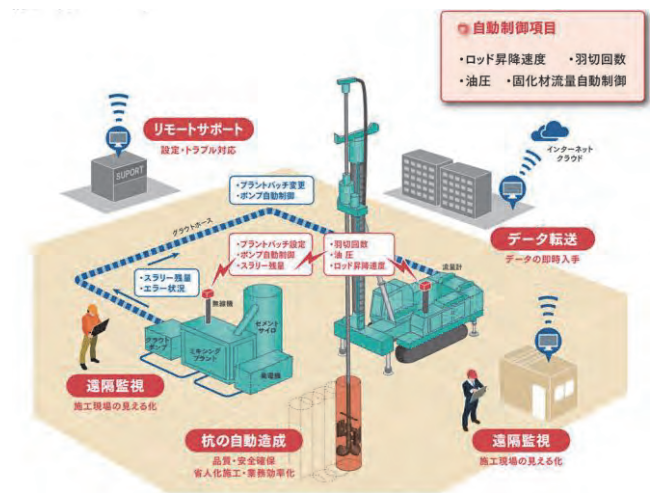 自動制御項目
・ロッド昇降速度 ・羽切回数
・油圧 ・固化材流量自動制御
リモートサポート
設定・トラブル対応
SUPORT
インターネット
クラウド
・プラントバッチ変更
・ポンプ自動制御
データ転送
データの即時入手
グラウトホース
・プラントバッチ設定
・ポンプ自動制御
・スラリー残量
・羽切回数
・油 圧
・ロッド昇降速度
流量計
・スラリー残量
・エラー状況
無線機
セメント
サイロ
グラウト
ポンプ
ミキシング
プラント
発電機
遠隔監視
施工現場の見える化
杭の自動造成
品質・安全確保
省人化施工・業務効率化
遠隔監視
施工現場の見える化